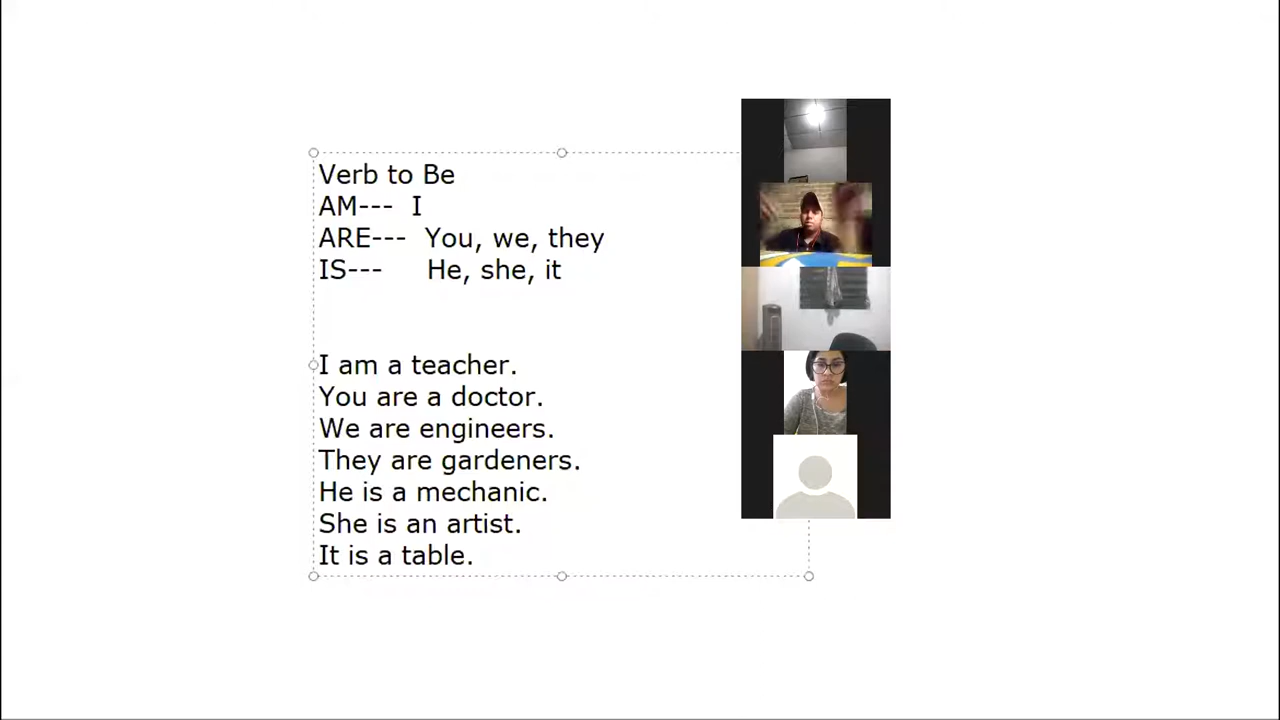 Verb to Be
AM--- I
ARE--- You, we, they
IS--- He, she, it
I am a teacher.
You are a doctor.
We are engineers.
They are gardeners.
He is a mechanic.
She is an artist.
It is a table.